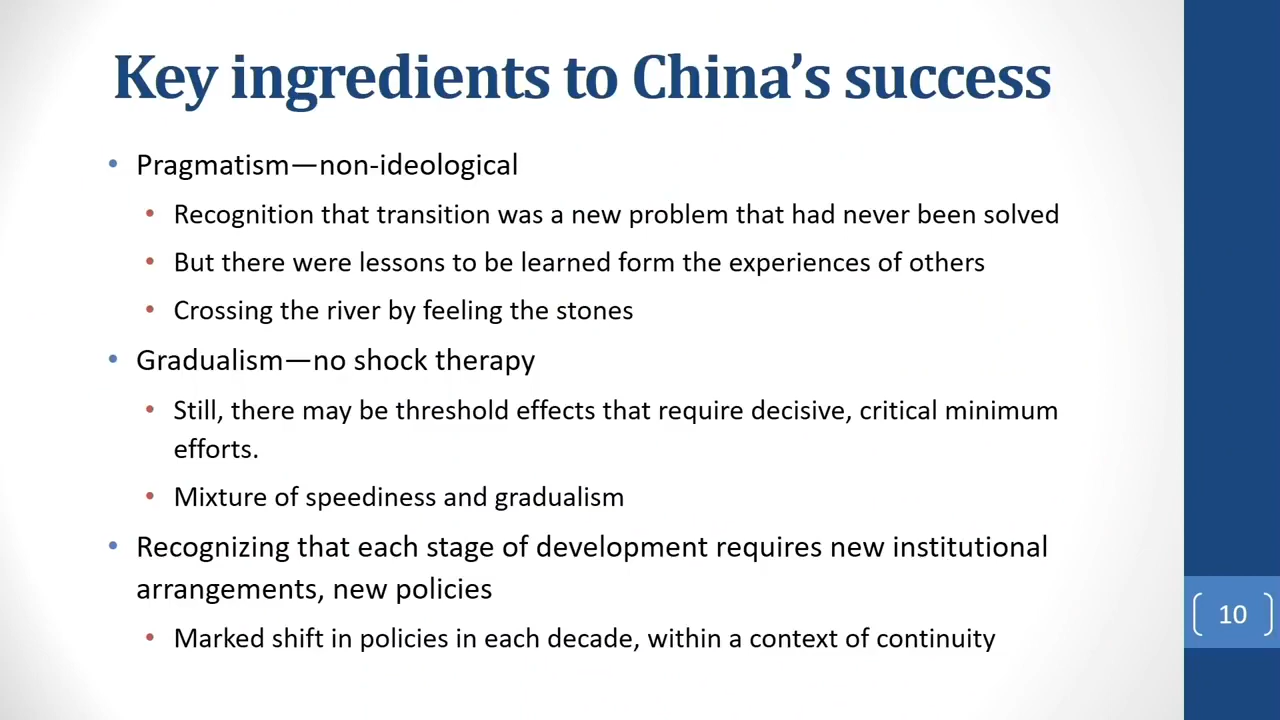 Key ingredients to China’s success
• Pragmatism—non-ideological
• Recognition that transition was a new problem that had never been solved
• But there were lessons to be learned form the experiences of others
• Crossing the river by feeling the stones
• Gradualism—no shock therapy
• Still, there may be threshold effects that require decisive, critical minimum
efforts.
• Mixture of speediness and gradualism
• Recognizing that each stage of development requires new institutional
arrangements, new policies
• Marked shift in policies in each decade, within a context of continuity
10